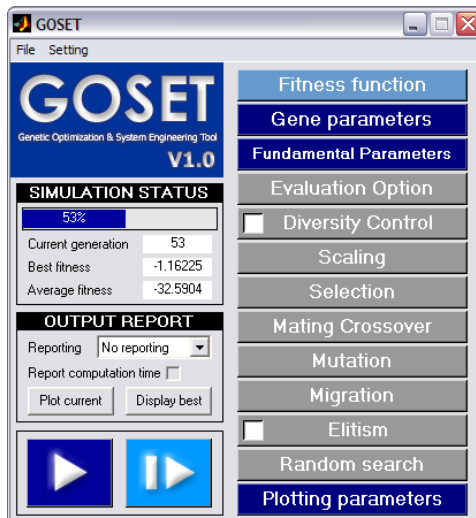 GOSET
File Setting
GOSET
Genetic Optimization & System Engineering Tool
V1.0
SIMULATION STATUS
53%
Current generation 53
Best fitness -1.16225
Average fitness -32.5904
OUTPUT REPORT
Reporting No reporting
Report computation time
Plot current Display best
Fitness function
Gene parameters
Fundamental Parameters
Evaluation Option
Diversity Control
Scaling
Selection
Mating Crossover
Mutation
Migration
Elitism
Random search
Plotting parameters